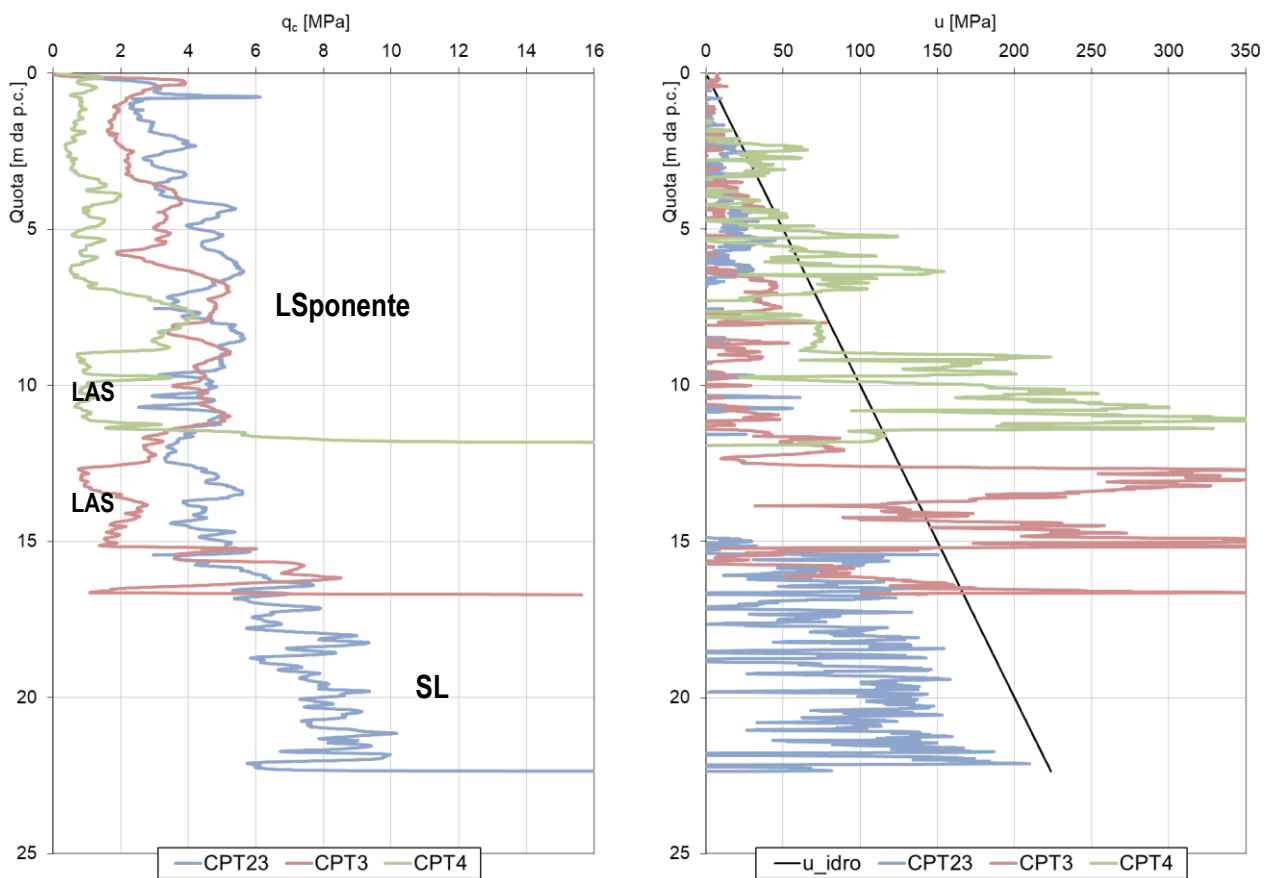 qc [MPa]
0 2 4 6 8 10 12 14 16
Quota [m da p.c.]
0
5
10
15
20
25
LSponente
LAS
LAS
SL
CPT23 CPT3 CPT4
u [MPa]
0 50 100 150 200 250 300 350
Quota [m da p.c.]
0
5
10
15
20
25
u_idro CPT23 CPT3 CPT4